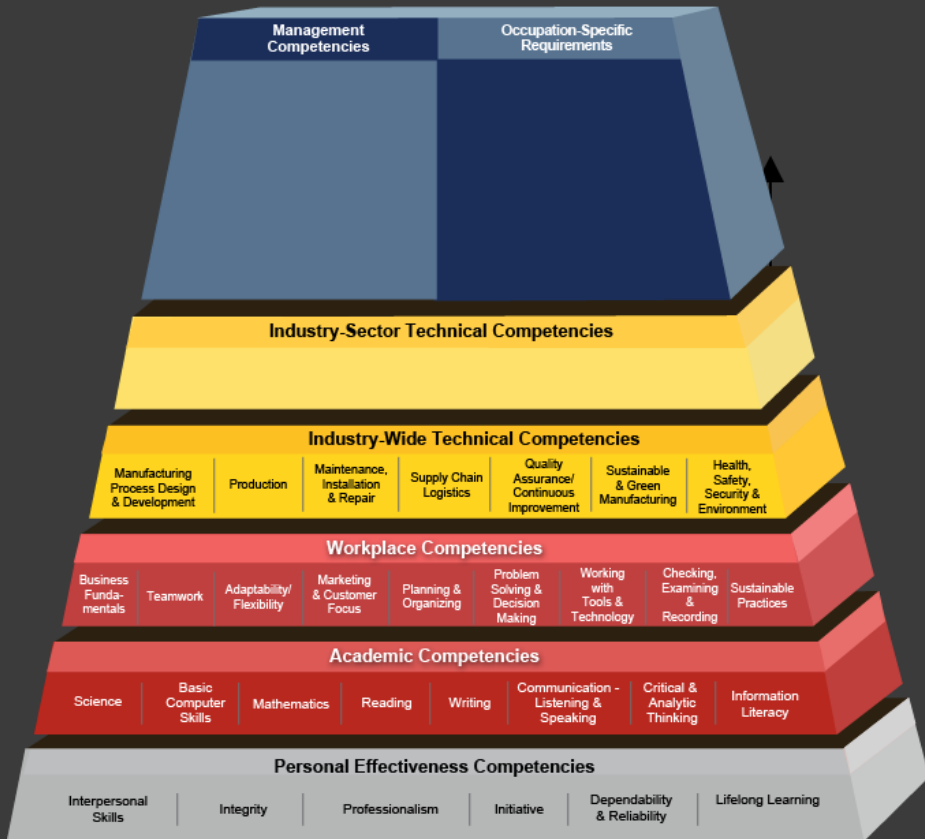 Management
Competencies
Occupation-Specific
Requirements
Industry-Sector Technical Competencies
Industry-Wide Technical Competencies
Manufacturing
Process Design
& Development
Production
Maintenance,
Installation
& Repair
Supply Chain
Logistics
Quality
Assurance/
Continuous
Improvement
Sustainable
& Green
Manufacturing
Health,
Safety,
Security &
Environment
Workplace Competencies
Business
Funda-
mentals
Teamwork
Adaptability/
Flexibility
Marketing
& Customer
Focus
Planning &
Organizing
Problem
Solving &
Decision
Making
Working
with
Tools &
Technology
Checking,
Examining
&
Recording
Sustainable
Practices
Academic Competencies
Science
Basic
Computer
Skills
Mathematics
Reading
Writing
Communication -
Listening &
Speaking
Critical &
Analytic
Thinking
Information
Literacy
Personal Effectiveness Competencies
Interpersonal
Skills
Integrity
Professionalism
Initiative
Dependability
& Reliability
Lifelong Learning